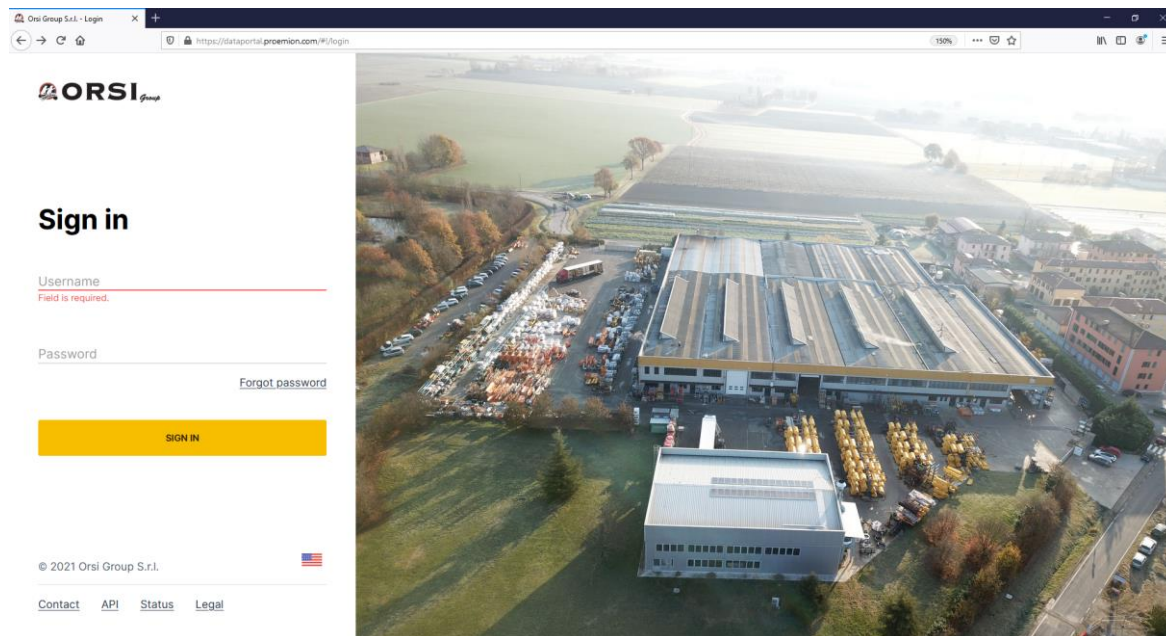 Orsi Group S.r.l. - Login
https://dataportal.proemion.com/#!/login
150%
ORSI Group
Sign in
Username
Field is required.
Password
Forgot password
SIGN IN
© 2021 Orsi Group S.r.l.
Contact API Status Legal